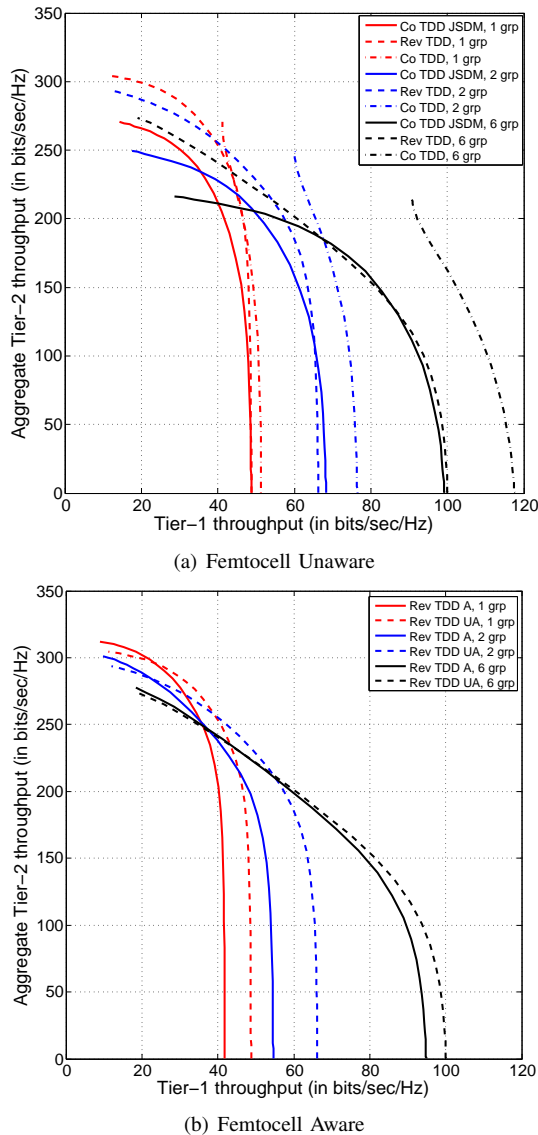 Aggregate Tier-2 throughput (in bits/sec/Hz)
350
300
250
200
150
100
50
0
Co TDD JSDM, 1 grp
Rev TDD, 1 grp
Co TDD, 1 grp
Co TDD JSDM, 2 grp
Rev TDD, 2 grp
Co TDD, 2 grp
Co TDD JSDM, 6 grp
Rev TDD, 6 grp
Co TDD, 6 grp
0 20 40 60 80 100 120
Tier-1 throughput (in bits/sec/Hz)
(a) Femtocell Unaware
Aggregate Tier-2 throughput (in bits/sec/Hz)
350
300
250
200
150
100
50
0
Rev TDD A, 1 grp
Rev TDD UA, 1 grp
Rev TDD A, 2 grp
Rev TDD UA, 2 grp
Rev TDD A, 6 grp
Rev TDD UA, 6 grp
0 20 40 60 80 100 120
Tier-1 throughput (in bits/sec/Hz)
(b) Femtocell Aware